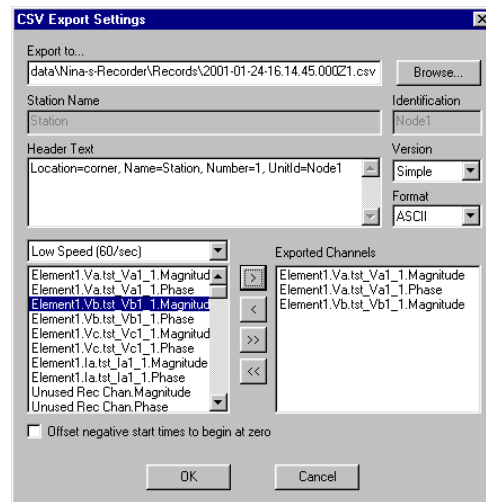 CSV Export Settings
Export to...
data\Nina-s-Recorder\Records\2001-01-24-16.14.45.000Z1.csv
Browse...
Station Name
Identification
Station
Node1
Header Text
Version
Location=corner, Name=Station, Number=1, UnitId=Node1
Simple
Format
ASCII
Low Speed (60/sec)
Exported Channels
Element1.Va.tst_Va1_1.Magnitud
Element1.Va.tst_Va1_1.Phase
Element1.Vb.tst_Vb1_1.Magnitud
Element1.Vb.tst_Vb1_1.Phase
Element1.Vc.tst_Vc1_1.Magnitud
Element1.Vc.tst_Vc1_1.Phase
Element1.Ia.tst_Ia1_1.Magnitude
Element1.Ia.tst_Ia1_1.Phase
Unused Rec Chan.Magnitude
Unused Rec Chan.Phase
>
<
>>
<<
Element1.Va.tst_Va1_1.Magnitude
Element1.Va.tst_Va1_1.Phase
Element1.Vb.tst_Vb1_1.Magnitude
Offset negative start times to begin at zero
OK
Cancel